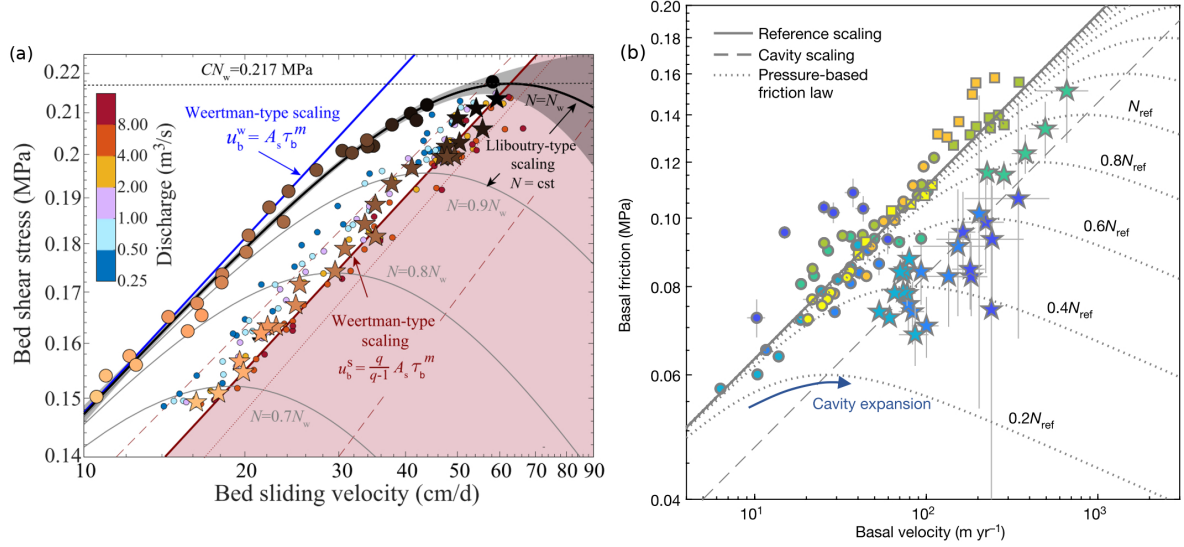 (a)
0.22
0.21
0.2
0.19
0.18
0.17
0.16
0.15
0.14
Bed shear stress (MPa)
10
20
30
40
50
60
70
80
90
Bed sliding velocity (cm/d)
CNw=0.217 MPa
8.00
4.00
2.00
1.00
0.50
0.25
Discharge (m³/s)
Weertman-type scaling
u_b^w = A_s τ_b^m
N=Nw
Lliboutry-type
scaling
N = cst
N=0.9Nw
N=0.8Nw
N=0.7Nw
Weertman-type
scaling
u_b^s = q/(q-1) A_s τ_b^m
(b)
0.20
0.16
0.14
0.12
0.10
0.08
0.06
0.04
Basal friction (MPa)
10¹
10²
10³
Basal velocity (m yr⁻¹)
Reference scaling
Cavity scaling
Pressure-based
friction law
Nref
0.8Nref
0.6Nref
0.4Nref
0.2Nref
Cavity expansion